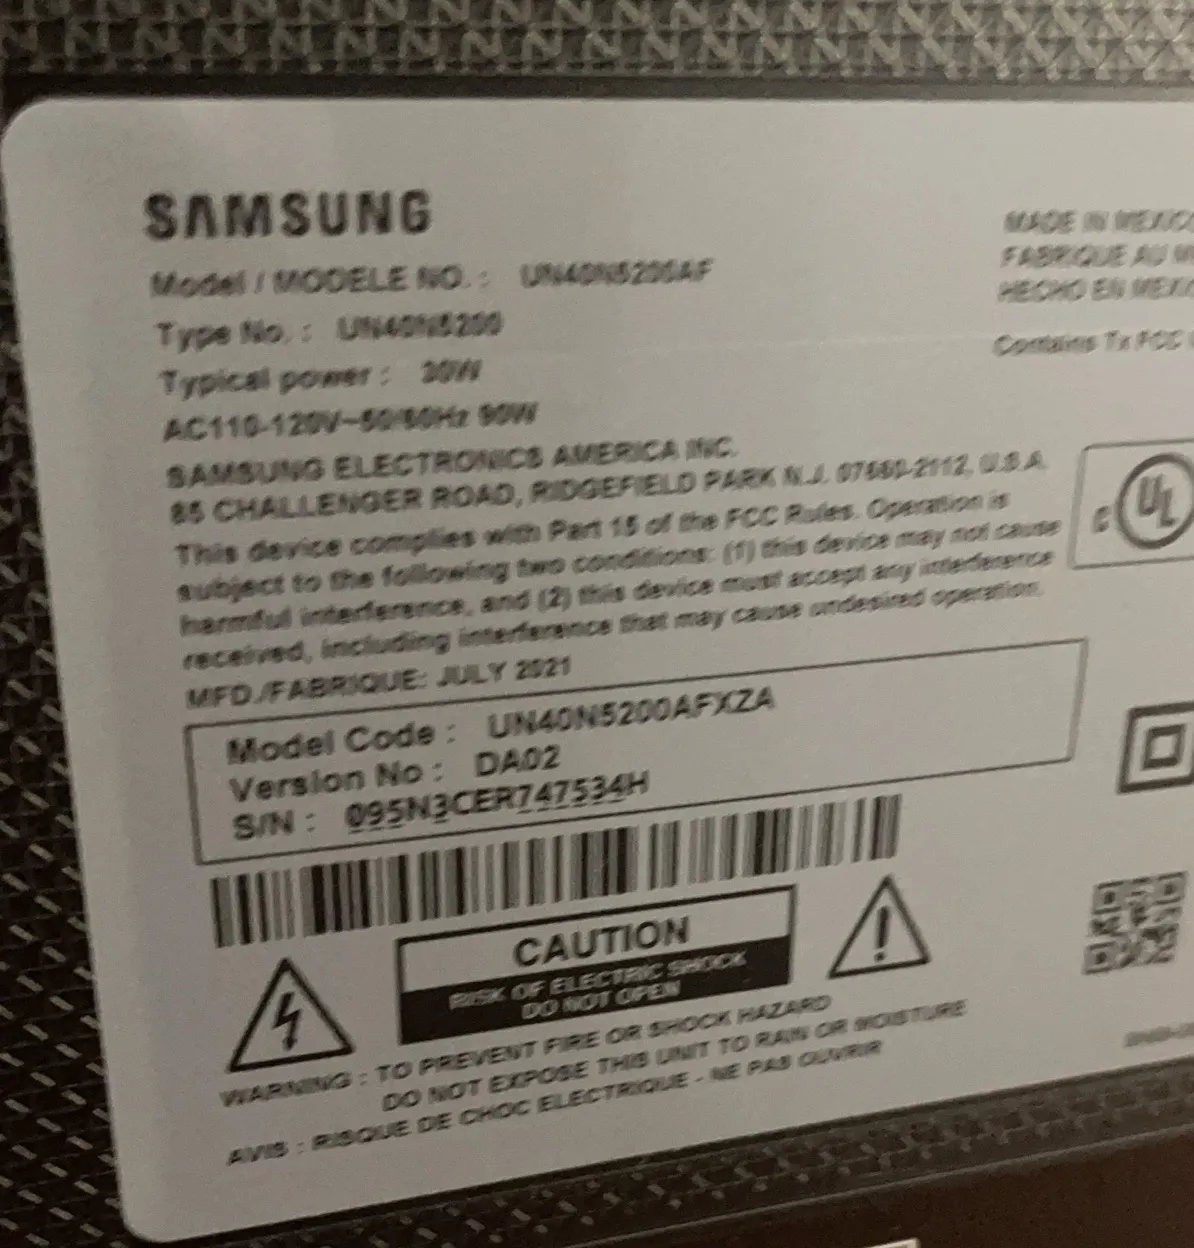 SAMSUNG
Model / MODELE NO. : UN40N5200AF
Type No. : UN40N5200
Typical power : 30W
AC110-120V~50/60Hz 90W
SAMSUNG ELECTRONICS AMERICA INC.
85 CHALLENGER ROAD, RIDGEFIELD PARK N.J. 07660-2112, U.S.A
This device complies with Part 15 of the FCC Rules. Operation is
subject to the following two conditions: (1) this device may not cause
harmful interference, and (2) this device must accept any interference
received, including interference that may cause undesired operation.
MFD./FABRIQUE: JULY 2021
Model Code : UN40N5200AFXZA
Version No : DA02
S/N : 095N3CER747534H
CAUTION
RISK OF ELECTRIC SHOCK
DO NOT OPEN
WARNING : TO PREVENT FIRE OR SHOCK HAZARD
DO NOT EXPOSE THIS UNIT TO RAIN OR MOISTURE
AVIS : RISQUE DE CHOC ELECTRIQUE - NE PAS OUVRIR
MADE IN MEXICO
FABRIQUE AU
HECHO EN
Contains Tx FCC
C UL